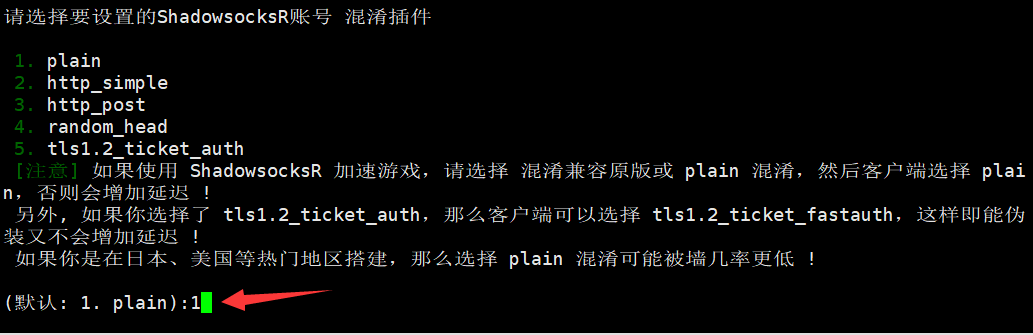 请选择要设置的ShadowsocksR账号 混淆插件
1. plain
2. http_simple
3. http_post
4. random_head
5. tls1.2_ticket_auth
[注意] 如果使用 ShadowsocksR 加速游戏，请选择 混淆兼容原版或 plain 混淆，然后客户端选择 plai
n，否则会增加延迟 !
另外, 如果你选择了 tls1.2_ticket_auth，那么客户端可以选择 tls1.2_ticket_fastauth，这样即能伪
装又不会增加延迟 !
如果你是在日本、美国等热门地区搭建，那么选择 plain 混淆可能被墙几率更低 !
(默认: 1. plain):1